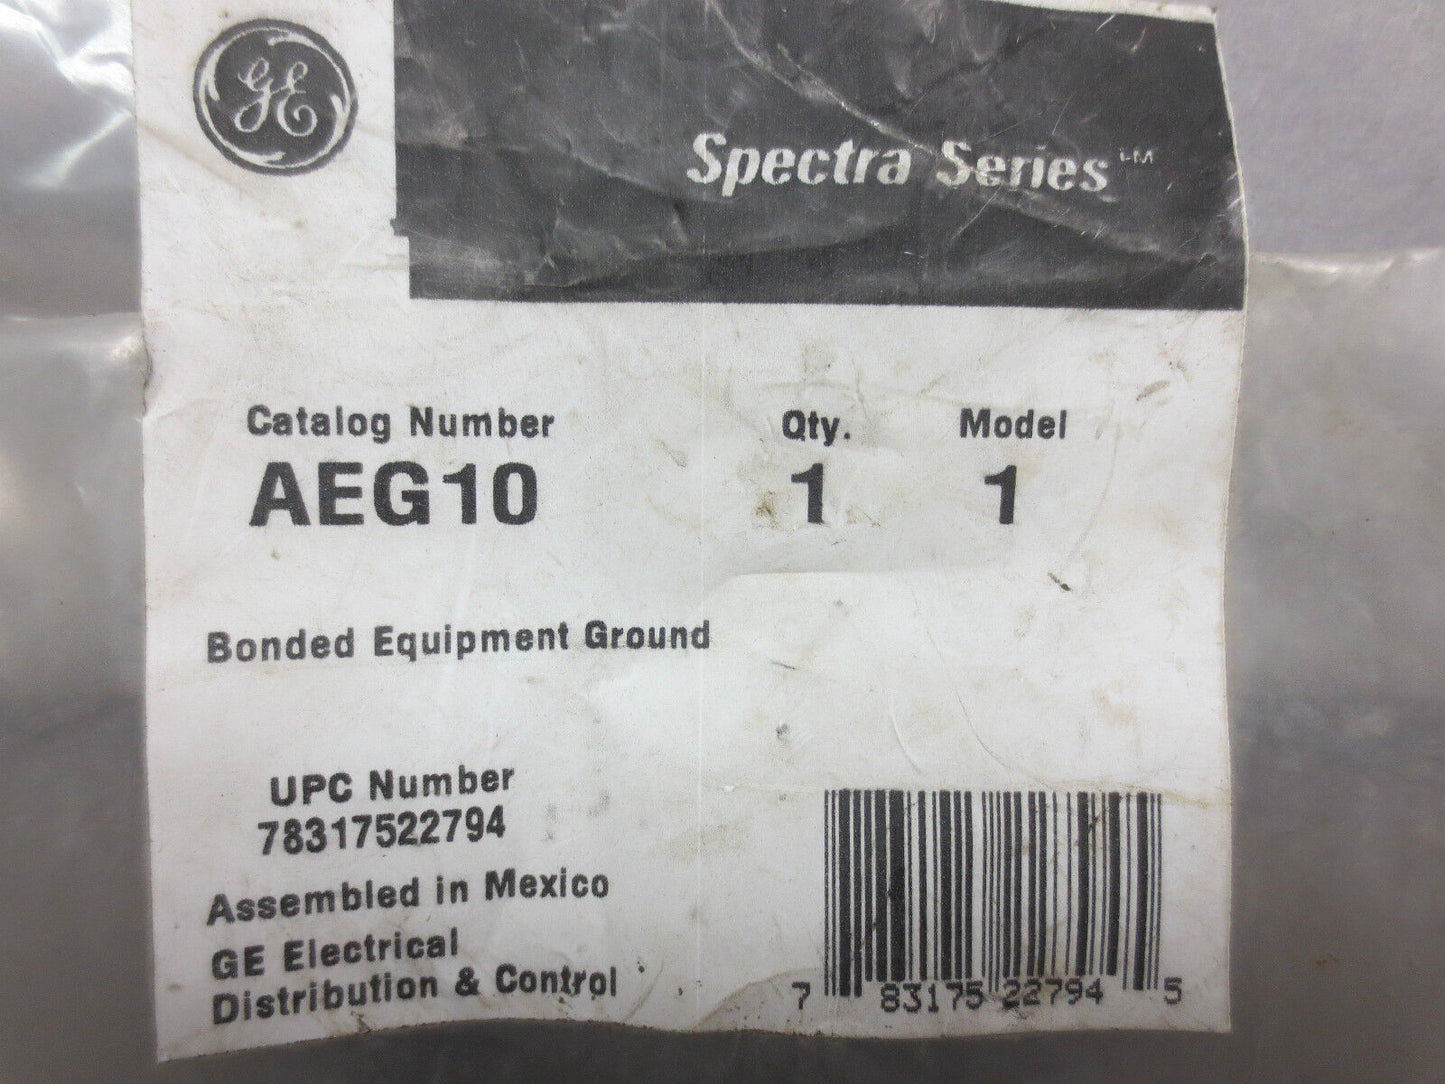 GE
Spectra Series™
Catalog Number Qty. Model
AEG10 1 1
Bonded Equipment Ground
UPC Number
78317522794
Assembled in Mexico
GE Electrical
Distribution & Control
7 83175 22794 5